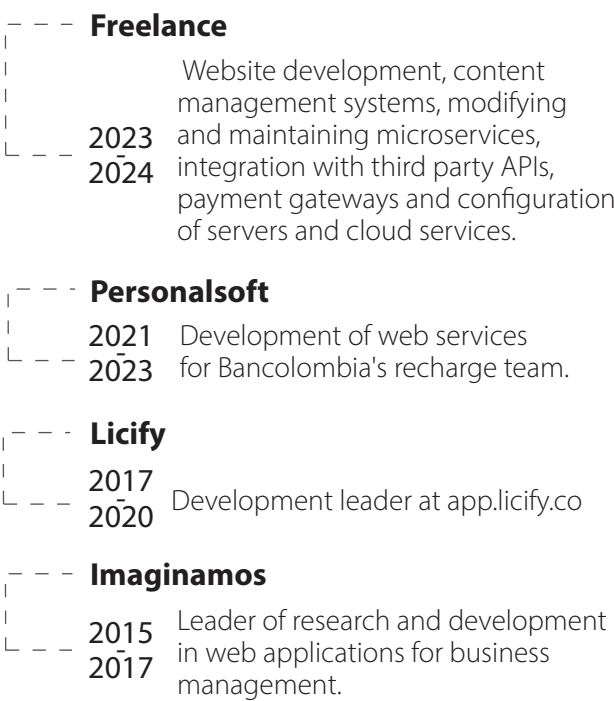 Freelance
Website development, content
management systems, modifying
and maintaining microservices,
integration with third party APIs,
payment gateways and configuration
of servers and cloud services.
2023
-
2024
Personalsoft
2021
-
2023
Development of web services
for Bancolombia's recharge team.
Licify
2017
-
2020
Development leader at app.licify.co
Imaginamos
2015
-
2017
Leader of research and development
in web applications for business
management.